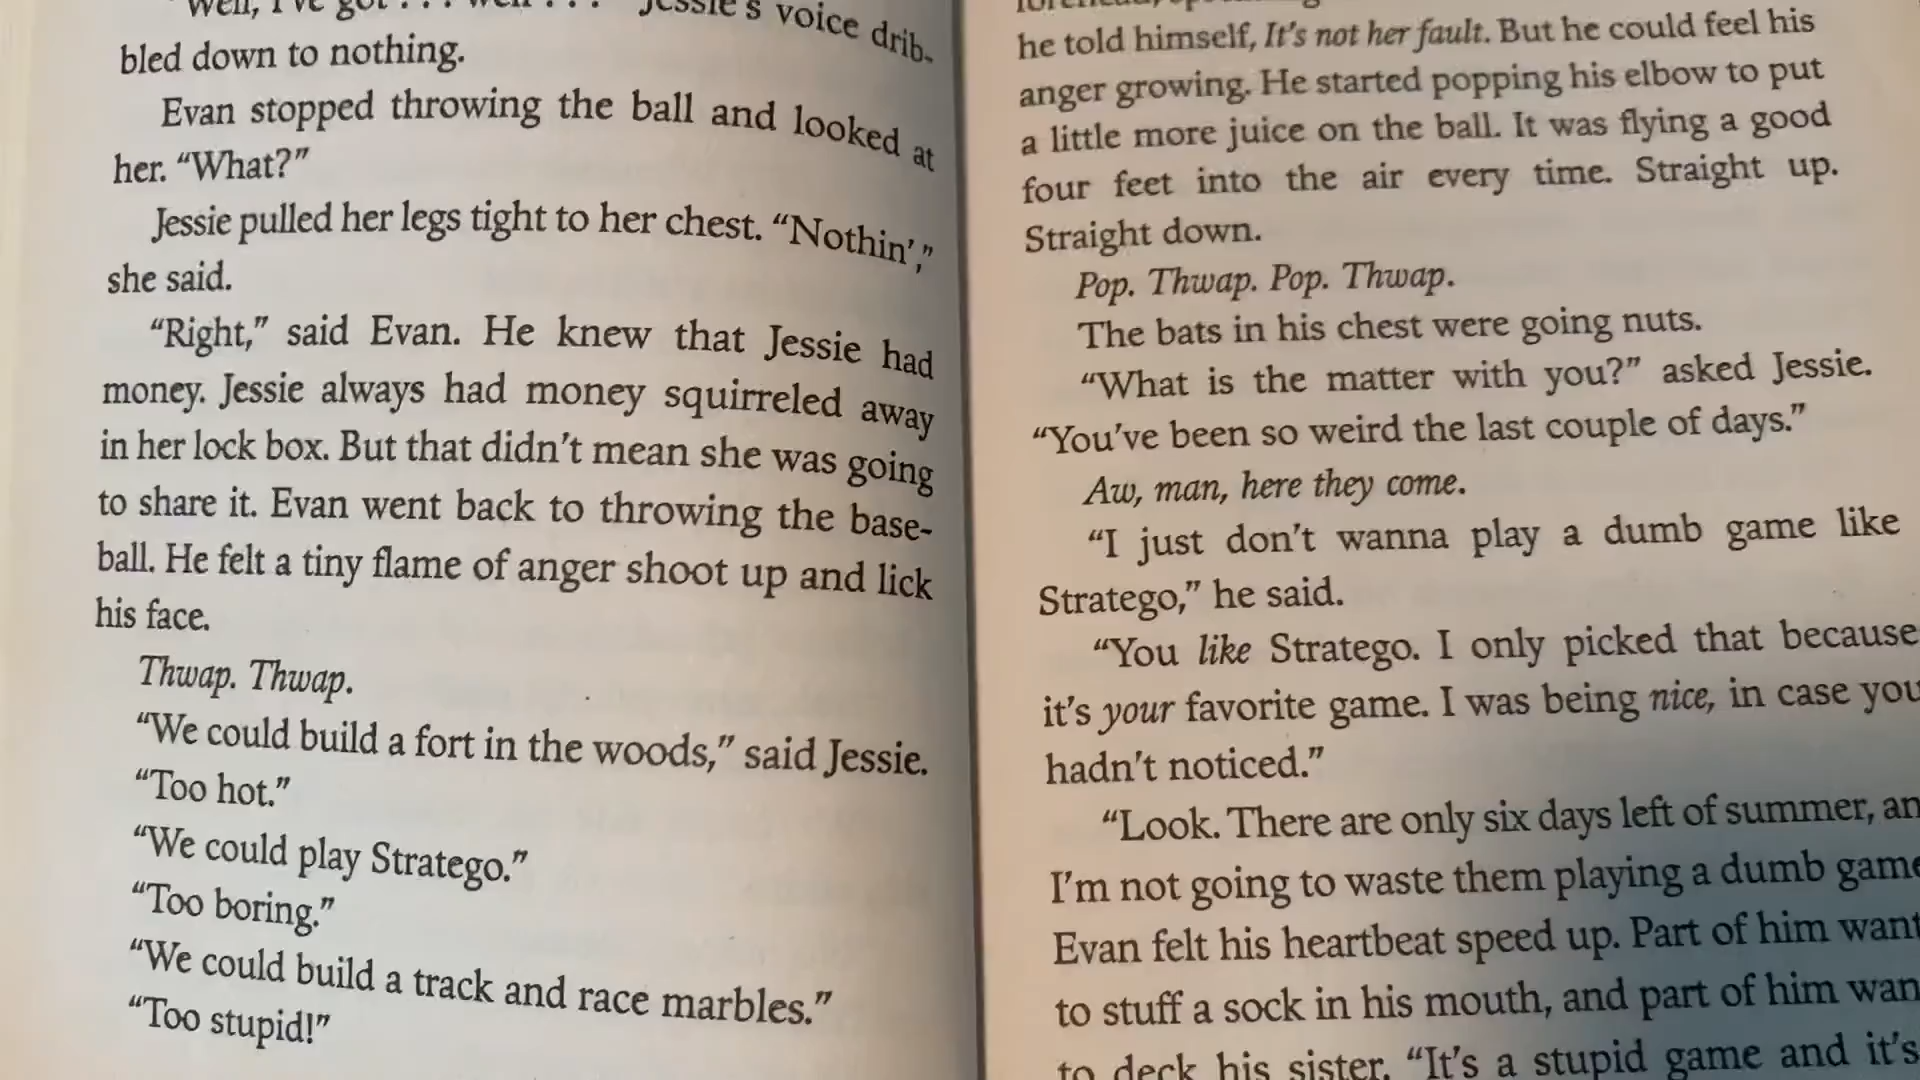 "Well, I've got . . . well . . ." Jessie's voice drib-
bled down to nothing.
Evan stopped throwing the ball and looked at
her. "What?"
Jessie pulled her legs tight to her chest. "Nothin',"
she said.
"Right," said Evan. He knew that Jessie had
money. Jessie always had money squirreled away
in her lock box. But that didn't mean she was going
to share it. Evan went back to throwing the base-
ball. He felt a tiny flame of anger shoot up and lick
his face.
Thwap. Thwap.
"We could build a fort in the woods," said Jessie.
"Too hot."
"We could play Stratego."
"Too boring."
"We could build a track and race marbles."
"Too stupid!"
he told himself, It's not her fault. But he could feel his
anger growing. He started popping his elbow to put
a little more juice on the ball. It was flying a good
four feet into the air every time. Straight up.
Straight down.
Pop. Thwap. Pop. Thwap.
The bats in his chest were going nuts.
"What is the matter with you?" asked Jessie.
"You've been so weird the last couple of days."
Aw, man, here they come.
"I just don't wanna play a dumb game like
Stratego," he said.
"You like Stratego. I only picked that because
it's your favorite game. I was being nice, in case you
hadn't noticed."
"Look. There are only six days left of summer, an
I'm not going to waste them playing a dumb game
Evan felt his heartbeat speed up. Part of him want
to stuff a sock in his mouth, and part of him wan
to deck his sister. "It's a stupid game and it's